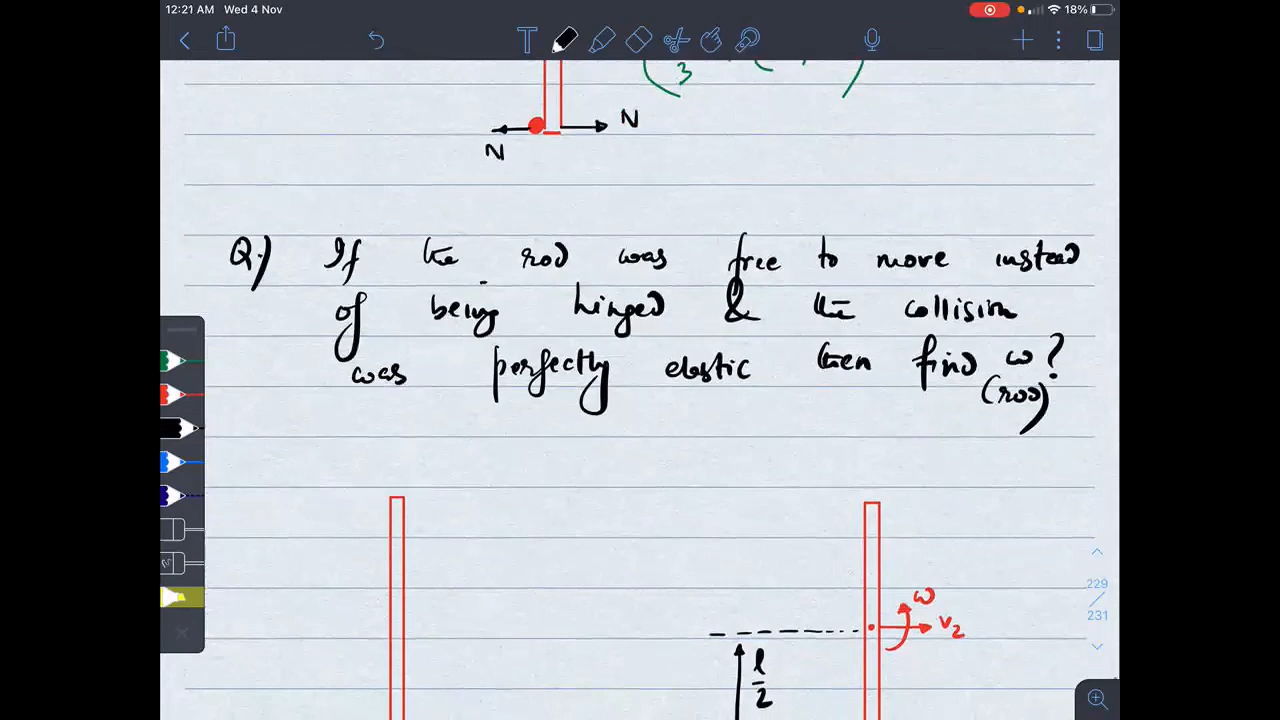 12:21 AM Wed 4 Nov
18%
T
3
N
N
Q.) If the rod was free to move instead
of being hinged & the collision
was perfectly elastic then find ω?
(rod)
229
/
231
ω
v2
l/2